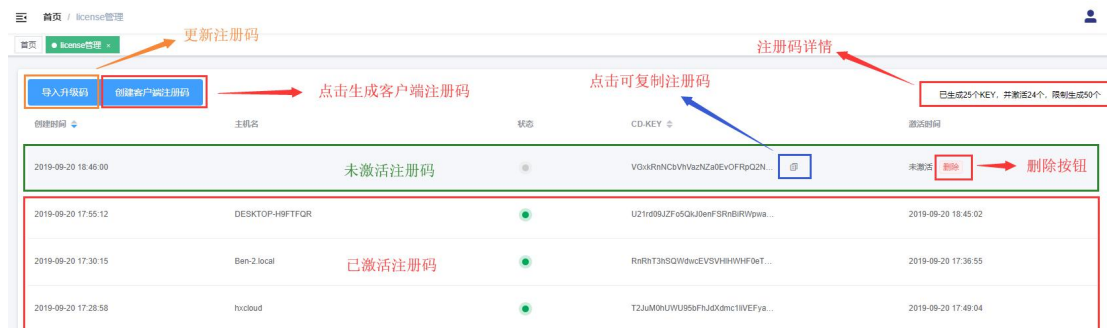 首页 / license管理
更新注册码
首页 license管理 ×
注册码详情
导入升级码 创建客户端注册码 点击生成客户端注册码 点击可复制注册码 已生成25个KEY，并激活24个，限制生成50个
创建时间 主机名 状态 CD-KEY 激活时间
2019-09-20 18:46:00 未激活注册码 VGxkRnNCbVhVazNZa0EvOFRpQ2N... 未激活 删除 删除按钮
2019-09-20 17:55:12 DESKTOP-H9FTFQR U21rd09JZFo5QkJ0enFSRnBiRWpwa... 2019-09-20 18:45:02
2019-09-20 17:30:15 Ben-2.local 已激活注册码 RnRhT3hSQWdwcEVSVHlHWHF0eT... 2019-09-20 17:36:55
2019-09-20 17:28:58 hxcloud T2JuM0hUWU95bFhJdXdmc1liVEFya... 2019-09-20 17:49:04